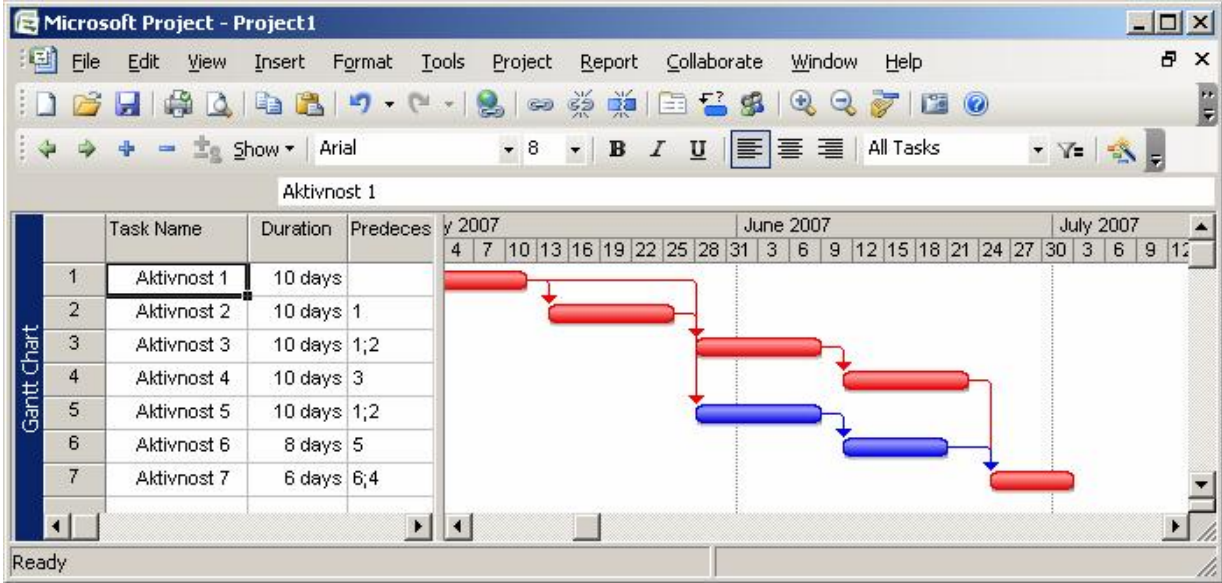 Microsoft Project - Project1
File Edit View Insert Format Tools Project Report Collaborate Window Help
Show Arial 8 B I U All Tasks
Aktivnost 1
Task Name Duration Predeces y 2007 June 2007 July 2007
4 7 10 13 16 19 22 25 28 31 3 6 9 12 15 18 21 24 27 30 3 6 9 12
1 Aktivnost 1 10 days
2 Aktivnost 2 10 days 1
3 Aktivnost 3 10 days 1;2
4 Aktivnost 4 10 days 3
5 Aktivnost 5 10 days 1;2
6 Aktivnost 6 8 days 5
7 Aktivnost 7 6 days 6;4
Gantt Chart
Ready